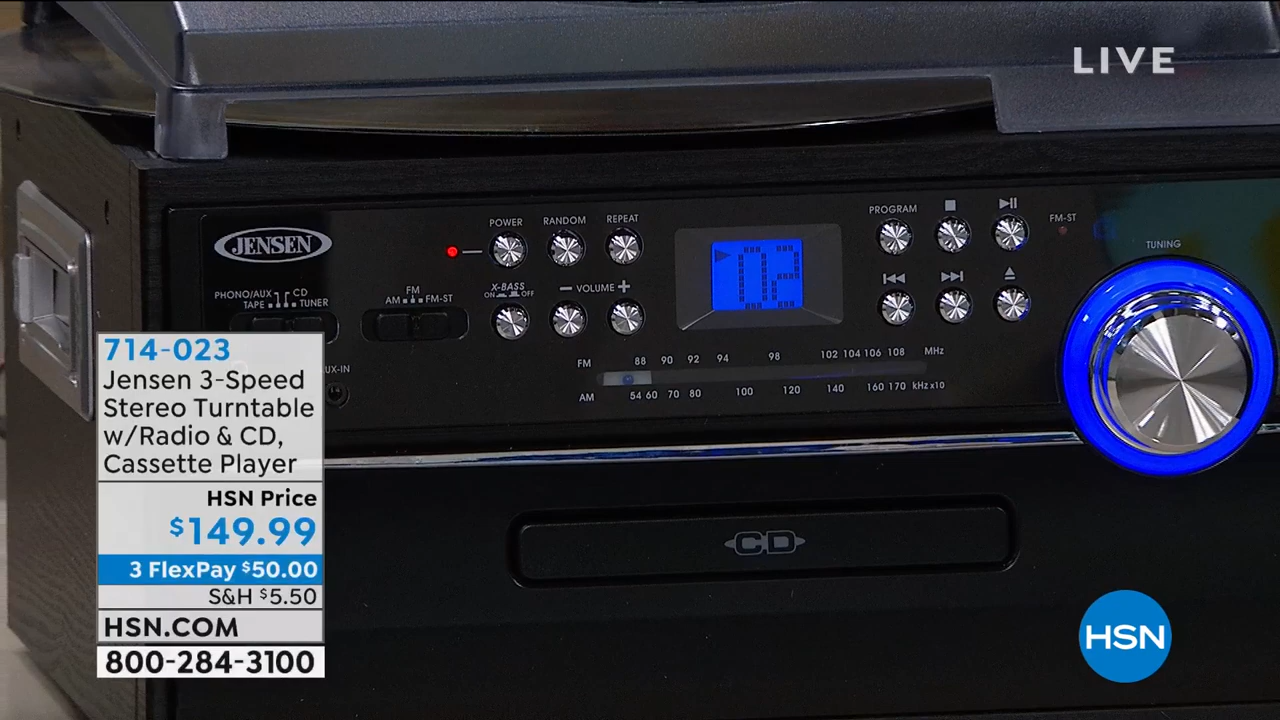 LIVE
JENSEN
POWER
RANDOM
REPEAT
PHONO/AUX
CD
TAPE
TUNER
FM
AM
FM-ST
X-BASS
ON
OFF
VOLUME
PROGRAM
FM-ST
TUNING
FM 88 90 92 94 98 102 104 106 108 MHz
AM 54 60 70 80 100 120 140 160 170 kHz x10
02
CD
714-023
Jensen 3-Speed
Stereo Turntable
w/Radio & CD,
Cassette Player
HSN Price
$149.99
3 FlexPay $50.00
S&H $5.50
HSN.COM
800-284-3100
HSN